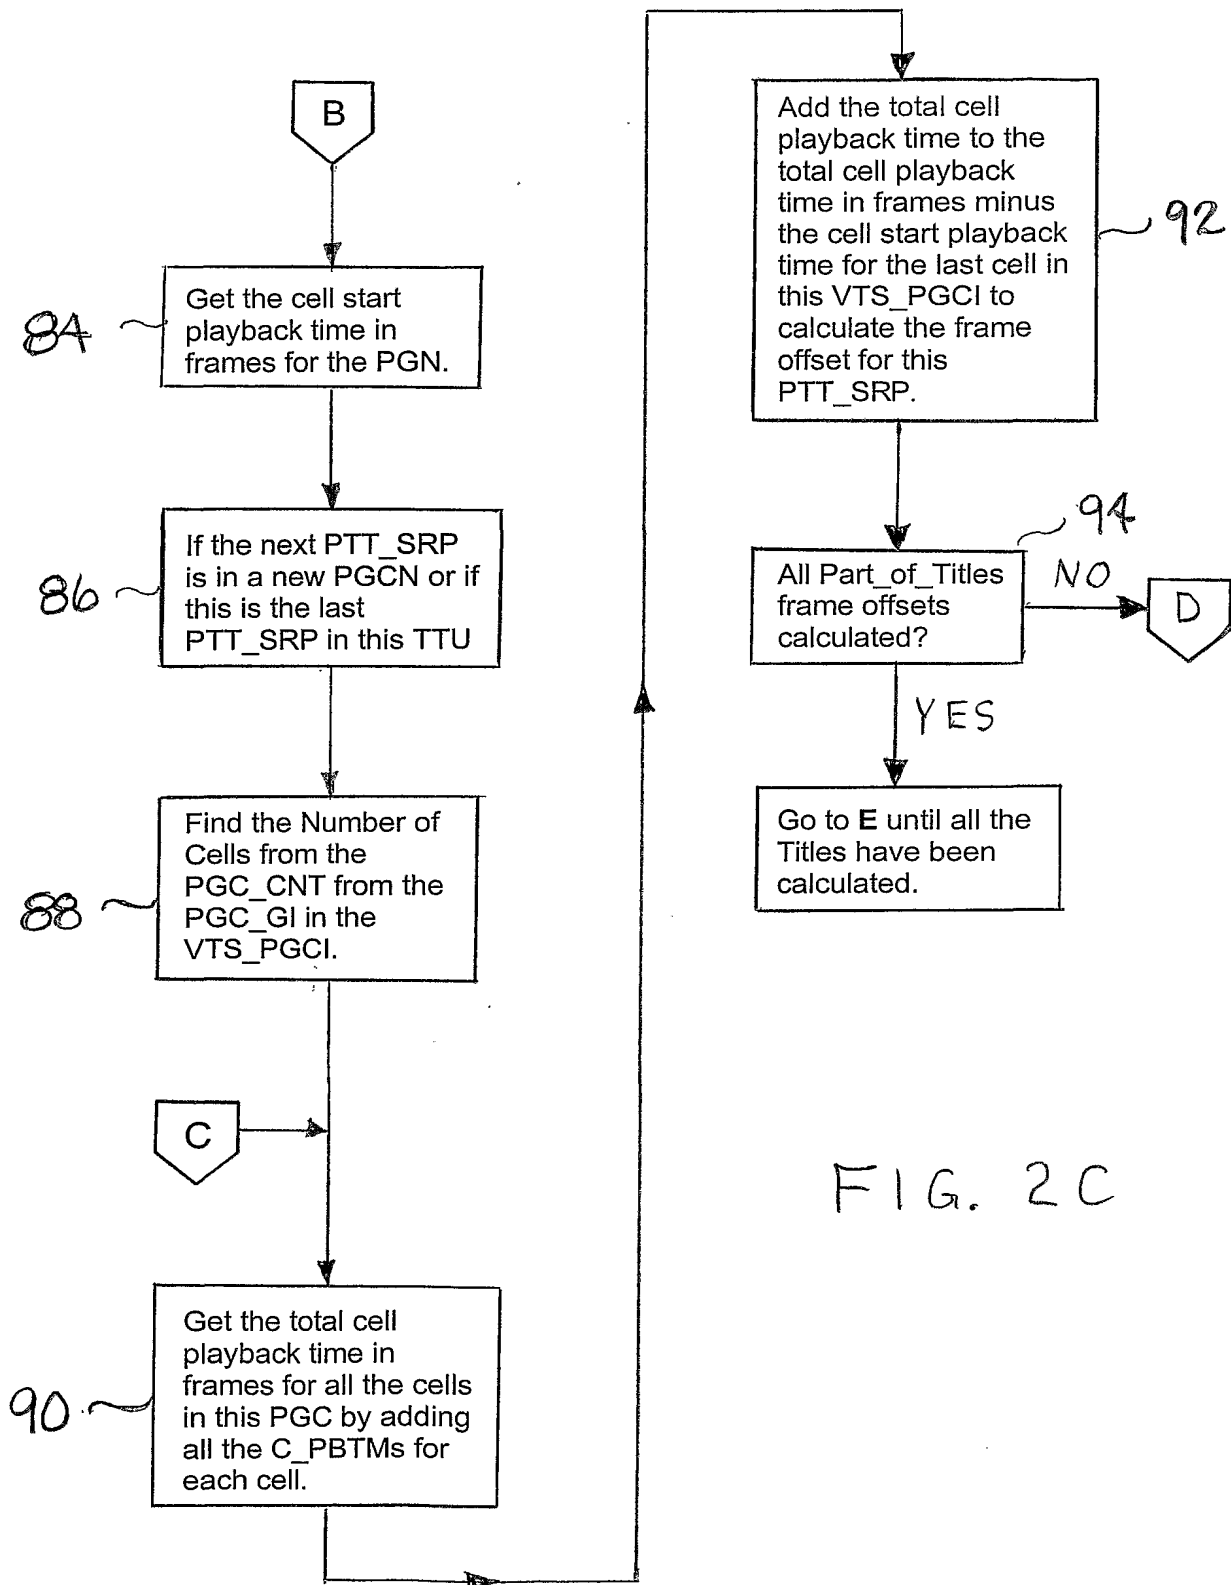 B
84
Get the cell start
playback time in
frames for the PGN.
86
If the next PTT_SRP
is in a new PGCN or if
this is the last
PTT_SRP in this TTU
88
Find the Number of
Cells from the
PGC_CNT from the
PGC_GI in the
VTS_PGCI.
C
90
Get the total cell
playback time in
frames for all the cells
in this PGC by adding
all the C_PBTMs for
each cell.
Add the total cell
playback time to the
total cell playback
time in frames minus
the cell start playback
time for the last cell in
this VTS_PGCI to
calculate the frame
offset for this
PTT_SRP.
92
94
All Part_of_Titles
frame offsets
calculated?
NO
D
YES
Go to E until all the
Titles have been
calculated.
FIG. 2C